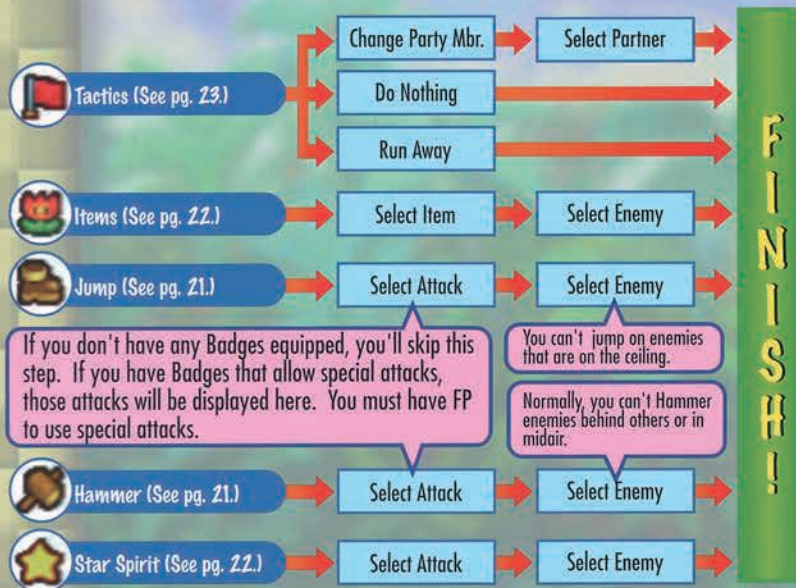 Change Party Mbr.
Select Partner
Tactics (See pg. 23.)
Do Nothing
Run Away
Items (See pg. 22.)
Select Item
Select Enemy
Jump (See pg. 21.)
Select Attack
Select Enemy
If you don't have any Badges equipped, you'll skip this
step. If you have Badges that allow special attacks,
those attacks will be displayed here. You must have FP
to use special attacks.
You can't jump on enemies
that are on the ceiling.
Normally, you can't Hammer
enemies behind others or in
midair.
Hammer (See pg. 21.)
Select Attack
Select Enemy
Star Spirit (See pg. 22.)
Select Attack
Select Enemy
FINISH!